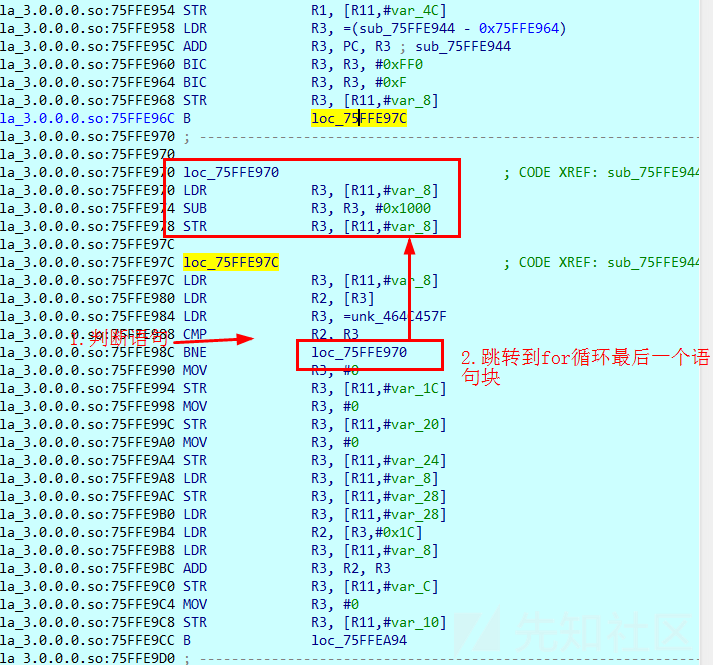 la_3.0.0.0.so:75FFE954 STR R1, [R11,#var_4C]
la_3.0.0.0.so:75FFE958 LDR R3, =(sub_75FFE944 - 0x75FFE964)
la_3.0.0.0.so:75FFE95C ADD R3, PC, R3 ; sub_75FFE944
la_3.0.0.0.so:75FFE960 BIC R3, R3, #0xFF0
la_3.0.0.0.so:75FFE964 BIC R3, R3, #0xF
la_3.0.0.0.so:75FFE968 STR R3, [R11,#var_8]
la_3.0.0.0.so:75FFE96C B loc_75FFE97C
la_3.0.0.0.so:75FFE970 ; ---------------------------------------------------------------
la_3.0.0.0.so:75FFE970
la_3.0.0.0.so:75FFE970 loc_75FFE970 ; CODE XREF: sub_75FFE944
la_3.0.0.0.so:75FFE970 LDR R3, [R11,#var_8]
la_3.0.0.0.so:75FFE974 SUB R3, R3, #0x1000
la_3.0.0.0.so:75FFE978 STR R3, [R11,#var_8]
la_3.0.0.0.so:75FFE97C
la_3.0.0.0.so:75FFE97C loc_75FFE97C ; CODE XREF: sub_75FFE944
la_3.0.0.0.so:75FFE97C LDR R3, [R11,#var_8]
la_3.0.0.0.so:75FFE980 LDR R2, [R3]
la_3.0.0.0.so:75FFE984 LDR R3, =unk_464C457F
la_3.0.0.0.so:75FFE988 CMP R2, R3
1.判断语句
la_3.0.0.0.so:75FFE98C BNE loc_75FFE970
2.跳转到for循环最后一个语
句块
la_3.0.0.0.so:75FFE990 MOV R3, #0
la_3.0.0.0.so:75FFE994 STR R3, [R11,#var_1C]
la_3.0.0.0.so:75FFE998 MOV R3, #0
la_3.0.0.0.so:75FFE99C STR R3, [R11,#var_20]
la_3.0.0.0.so:75FFE9A0 MOV R3, #0
la_3.0.0.0.so:75FFE9A4 STR R3, [R11,#var_24]
la_3.0.0.0.so:75FFE9A8 LDR R3, [R11,#var_8]
la_3.0.0.0.so:75FFE9AC STR R3, [R11,#var_28]
la_3.0.0.0.so:75FFE9B0 LDR R3, [R11,#var_28]
la_3.0.0.0.so:75FFE9B4 LDR R2, [R3,#0x1C]
la_3.0.0.0.so:75FFE9B8 LDR R3, [R11,#var_8]
la_3.0.0.0.so:75FFE9BC ADD R3, R2, R3
la_3.0.0.0.so:75FFE9C0 STR R3, [R11,#var_C]
la_3.0.0.0.so:75FFE9C4 MOV R3, #0
la_3.0.0.0.so:75FFE9C8 STR R3, [R11,#var_10]
la_3.0.0.0.so:75FFE9CC B loc_75FFEA94
la_3.0.0.0.so:75FFE9D0 ; ---------------------------------------------------------------
先知社区